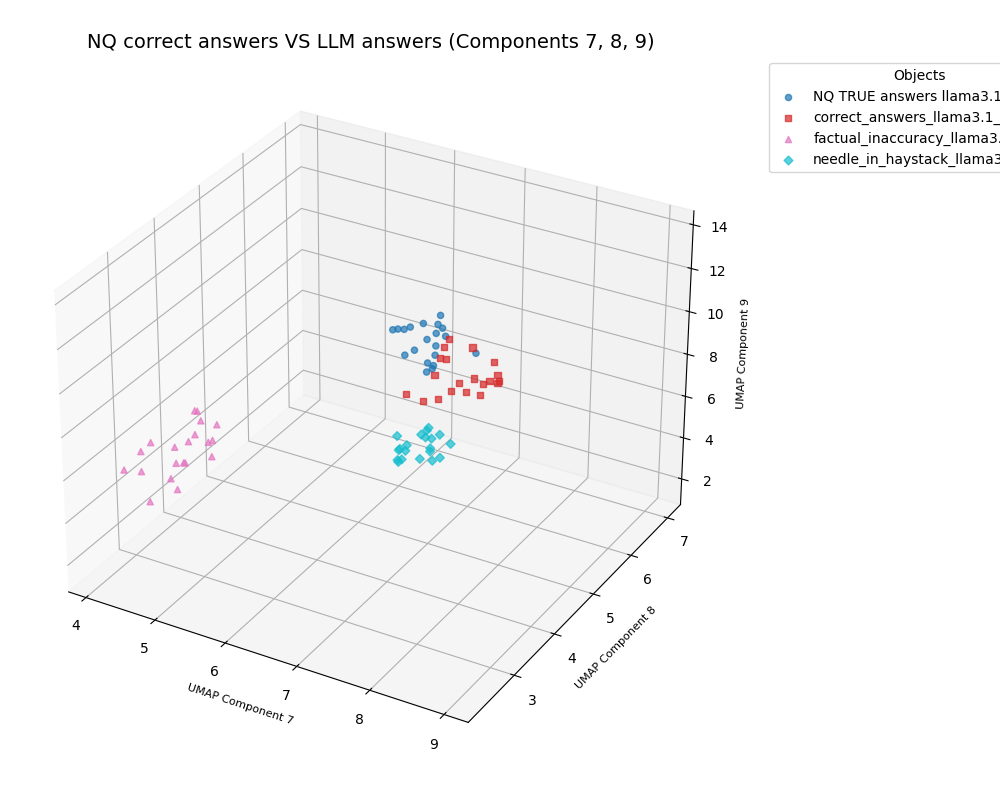 NQ correct answers VS LLM answers (Components 7, 8, 9)
Objects
NQ TRUE answers llama3.1
correct_answers_llama3.1_
factual_inaccuracy_llama3.
needle_in_haystack_llama3
14
12
10
8
6
4
2
UMAP Component 9
7
6
5
4
3
UMAP Component 8
4
5
6
7
8
9
UMAP Component 7